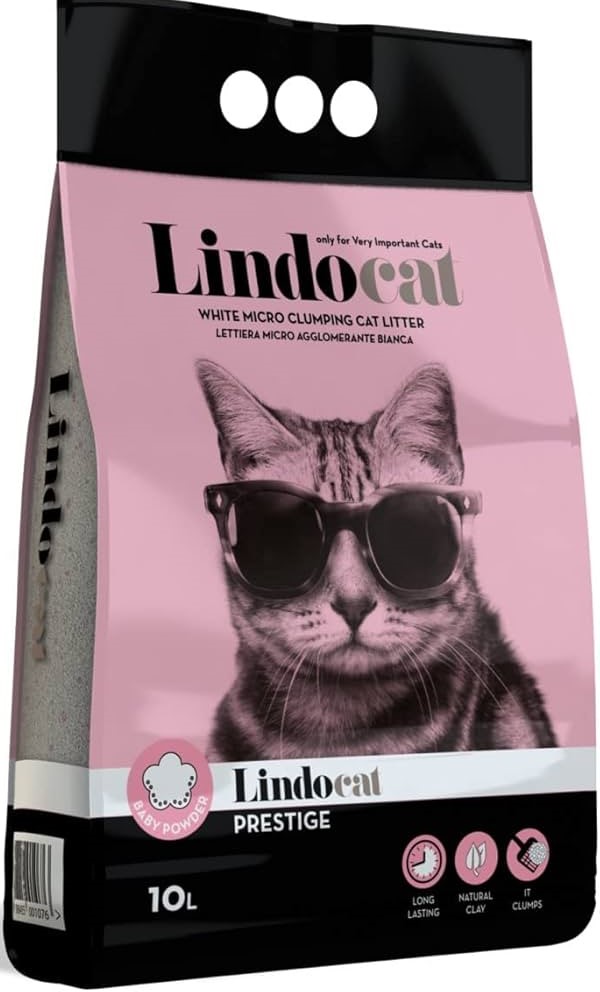 only for Very Important Cats
Lindocat
WHITE MICRO CLUMPING CAT LITTER
LETTIERA MICRO AGGLOMERANTE BIANCA
Lindocat
BABY POWDER
Lindocat
PRESTIGE
10L
LONG
LASTING
NATURAL
CLAY
IT
CLUMPS